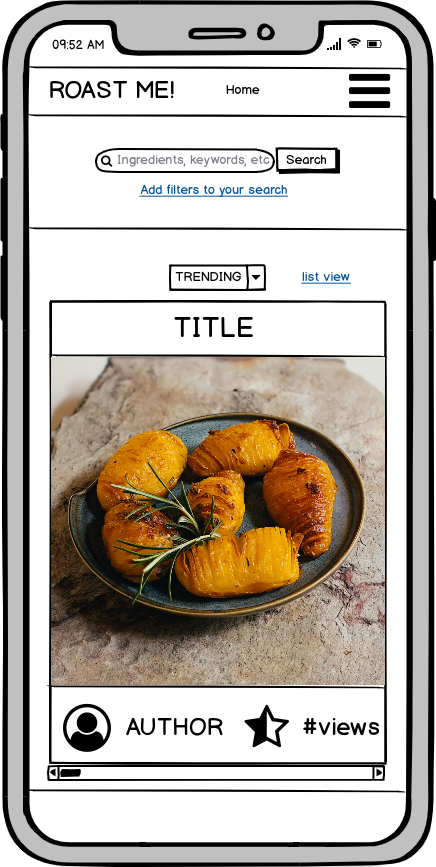 09:52 AM
ROAST ME! Home
Ingredients, keywords, etc Search
Add filters to your search
TRENDING list view
TITLE
AUTHOR #views